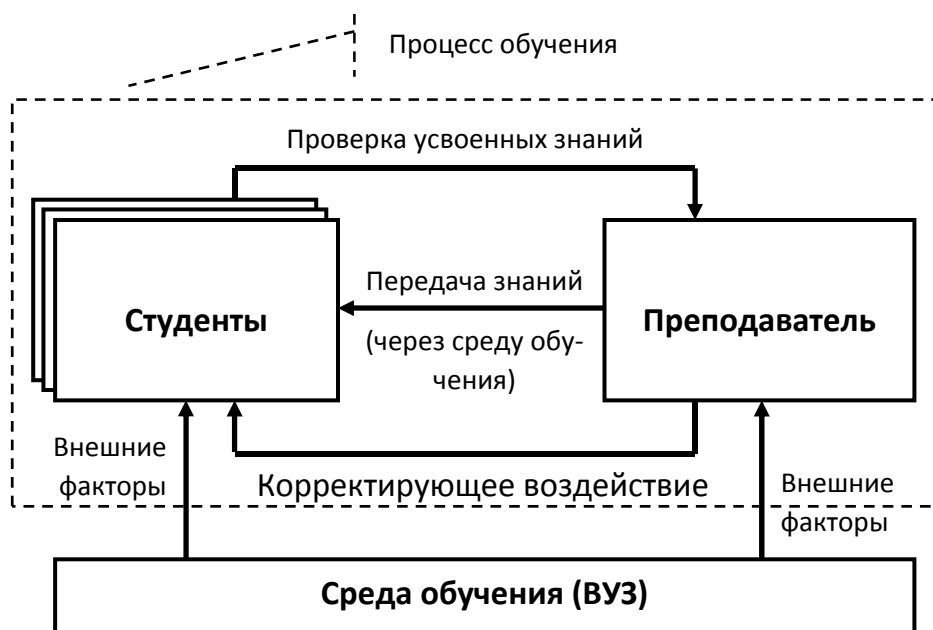 Процесс обучения
Проверка усвоенных знаний
Передача знаний
Студенты
Преподаватель
(через среду обу-
чения)
Внешние
факторы
Корректирующее воздействие
Внешние
факторы
Среда обучения (ВУЗ)